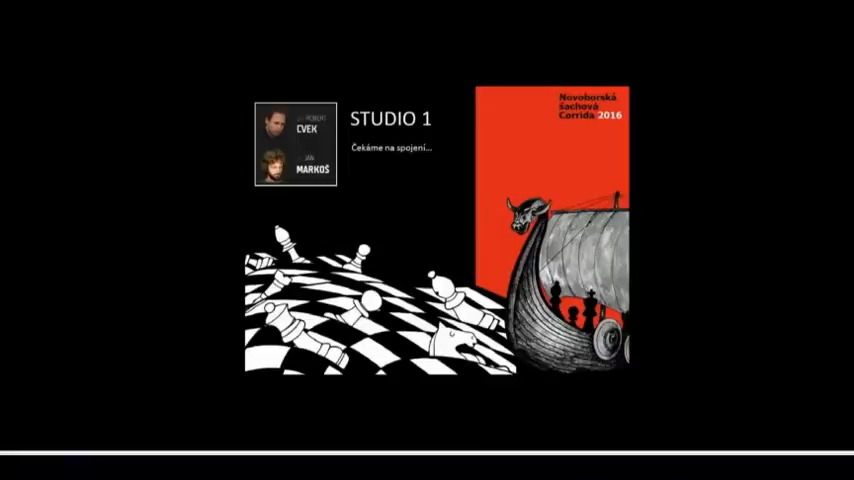 ROBERT
CVEK
JAN
MARKOŠ
STUDIO 1
Čekáme na spojení...
Novoborská
šachová
Corrida 2016